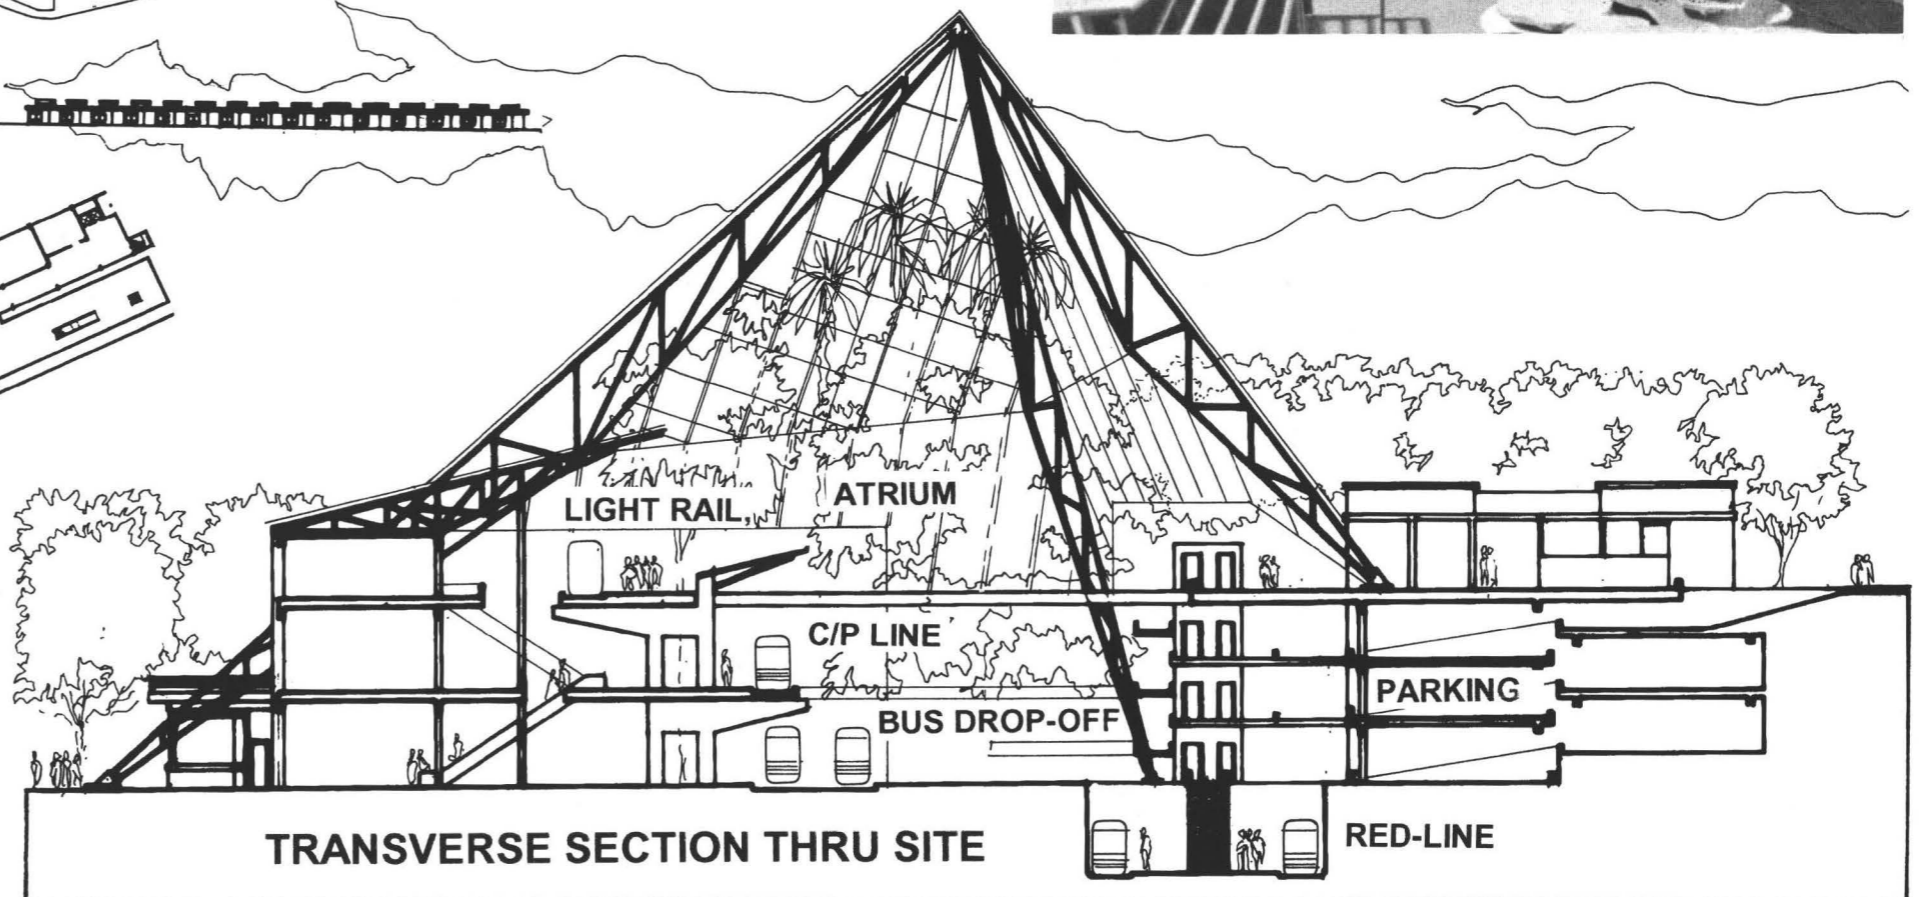 LIGHT RAIL
ATRIUM
C/P LINE
BUS DROP-OFF
PARKING
TRANSVERSE SECTION THRU SITE
RED-LINE